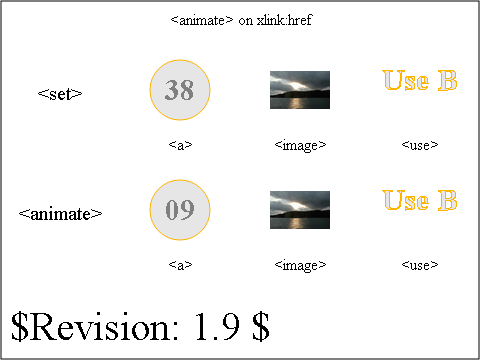 <animate> on xlink:href
<set> 38 Use B
<a> <image> <use>
<animate> 09 Use B
<a> <image> <use>
$Revision: 1.9 $